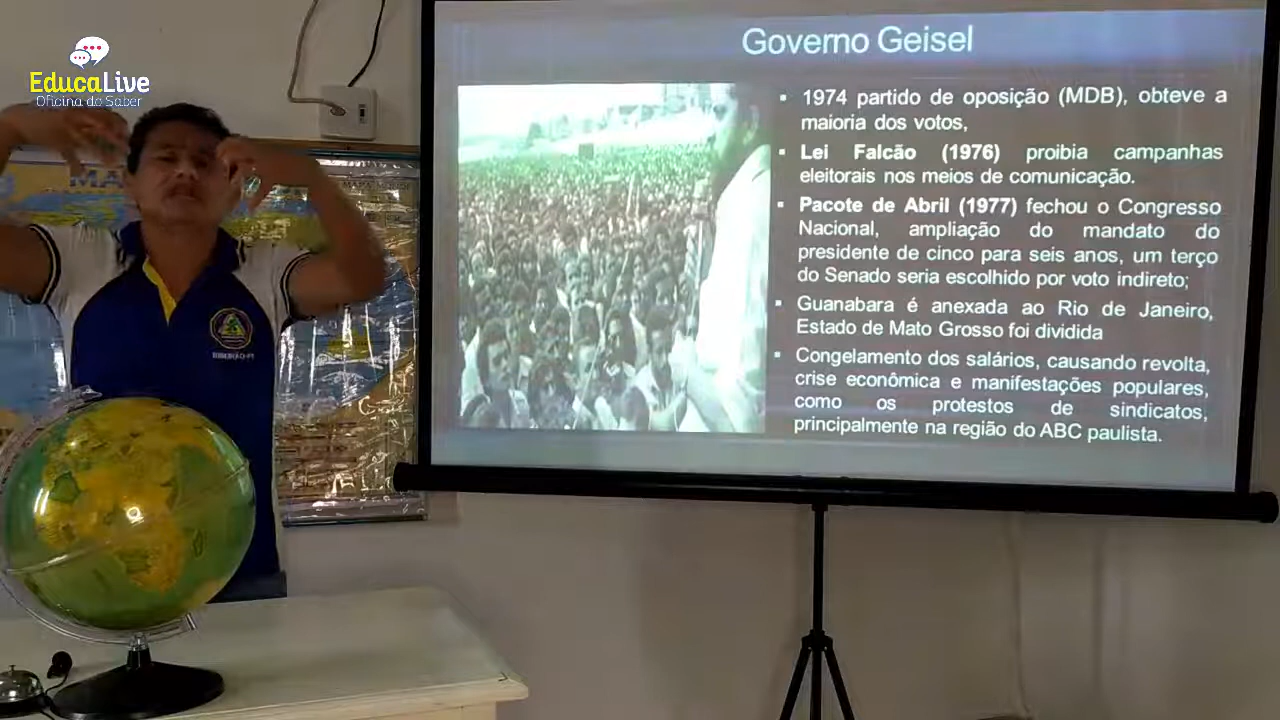 EducaLive
Oficina do Saber
Governo Geisel
▪ 1974 partido de oposição (MDB), obteve a
maioria dos votos,
▪ Lei Falcão (1976) proibia campanhas
eleitorais nos meios de comunicação.
▪ Pacote de Abril (1977) fechou o Congresso
Nacional, ampliação do mandato do
presidente de cinco para seis anos, um terço
do Senado seria escolhido por voto indireto;
▪ Guanabara é anexada ao Rio de Janeiro,
Estado de Mato Grosso foi dividida
▪ Congelamento dos salários, causando revolta,
crise econômica e manifestações populares,
como os protestos de sindicatos,
principalmente na região do ABC paulista.